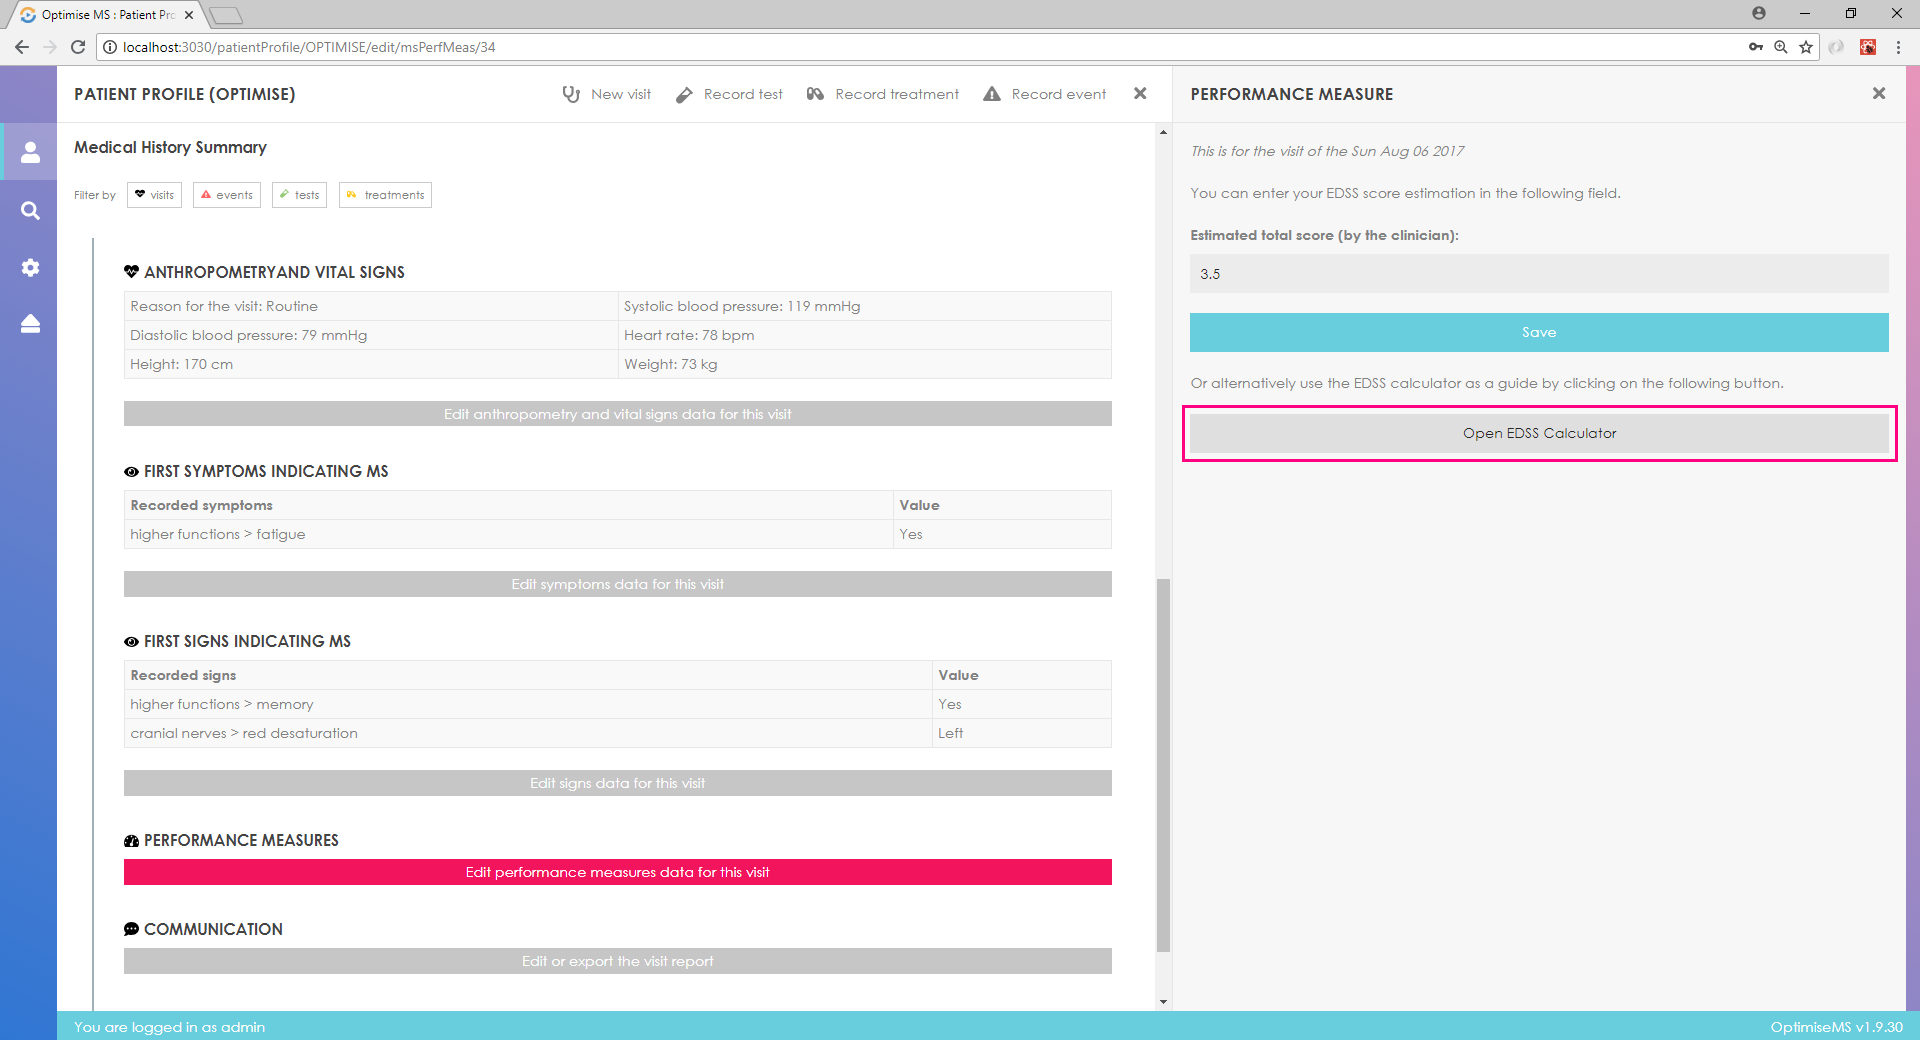 Optimise MS : Patient Pro
localhost:3030/patientProfile/OPTIMISE/edit/msPerfMeas/34
PATIENT PROFILE (OPTIMISE)
New visit
Record test
Record treatment
Record event
Medical History Summary
Filter by
visits
events
tests
treatments
ANTHROPOMETRYAND VITAL SIGNS
Reason for the visit: Routine
Systolic blood pressure: 119 mmHg
Diastolic blood pressure: 79 mmHg
Heart rate: 78 bpm
Height: 170 cm
Weight: 73 kg
Edit anthropometry and vital signs data for this visit
FIRST SYMPTOMS INDICATING MS
Recorded symptoms
Value
higher functions > fatigue
Yes
Edit symptoms data for this visit
FIRST SIGNS INDICATING MS
Recorded signs
Value
higher functions > memory
Yes
cranial nerves > red desaturation
Left
Edit signs data for this visit
PERFORMANCE MEASURES
Edit performance measures data for this visit
COMMUNICATION
Edit or export the visit report
PERFORMANCE MEASURE
This is for the visit of the Sun Aug 06 2017
You can enter your EDSS score estimation in the following field.
Estimated total score (by the clinician):
3.5
Save
Or alternatively use the EDSS calculator as a guide by clicking on the following button.
Open EDSS Calculator
You are logged in as admin
OptimiseMS v1.9.30